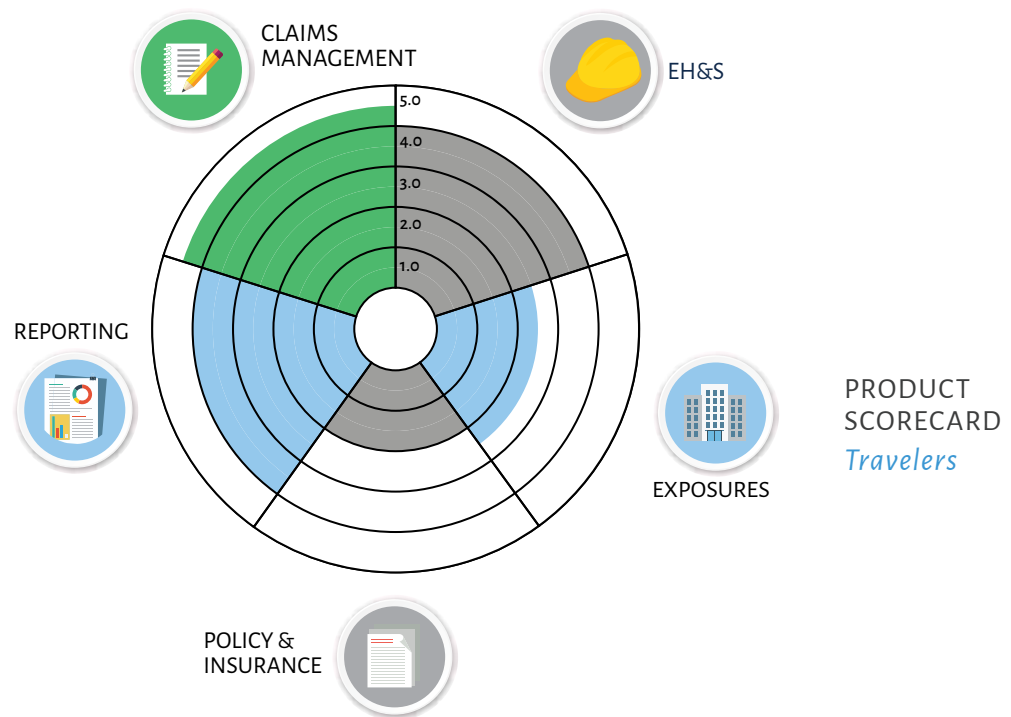 CLAIMS
MANAGEMENT
EH&S
5.0
4.0
3.0
2.0
1.0
REPORTING
EXPOSURES
PRODUCT
SCORECARD
Travelers
POLICY &
INSURANCE